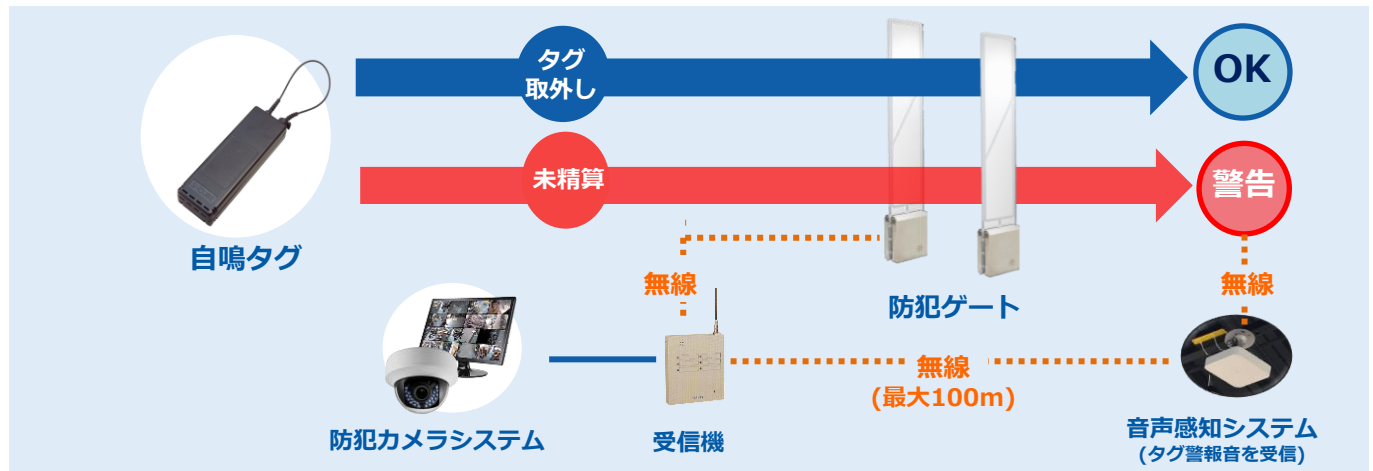 タグ
取外し
OK
未精算
警告
自鳴タグ
無線
防犯ゲート
無線
無線
(最大100m)
防犯カメラシステム
受信機
音声感知システム
(タグ警報音を受信)